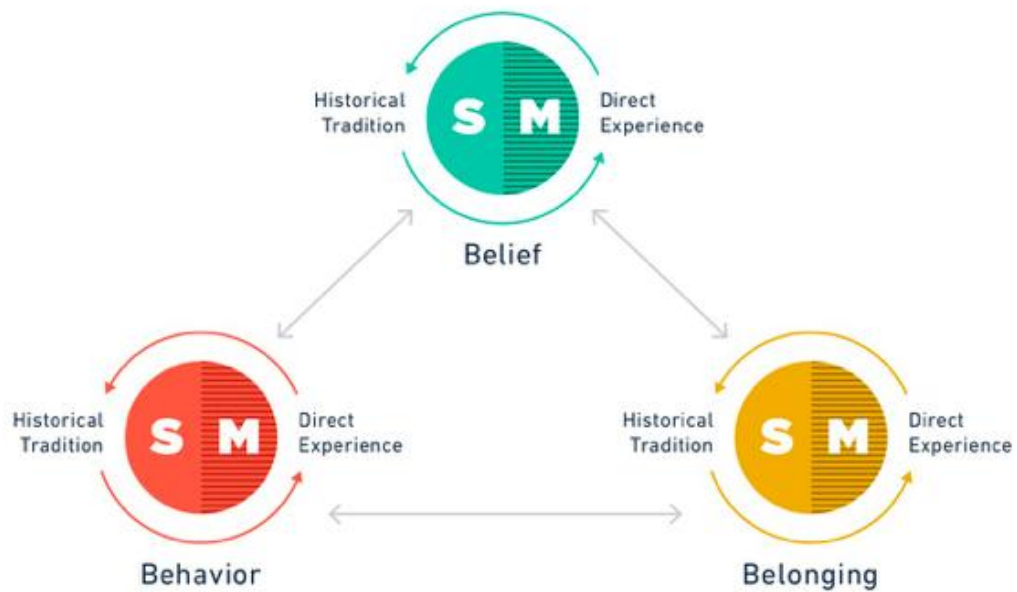 Historical
Tradition
S M
Direct
Experience
Belief
Historical
Tradition
S M
Direct
Experience
Behavior
Historical
Tradition
S M
Direct
Experience
Belonging